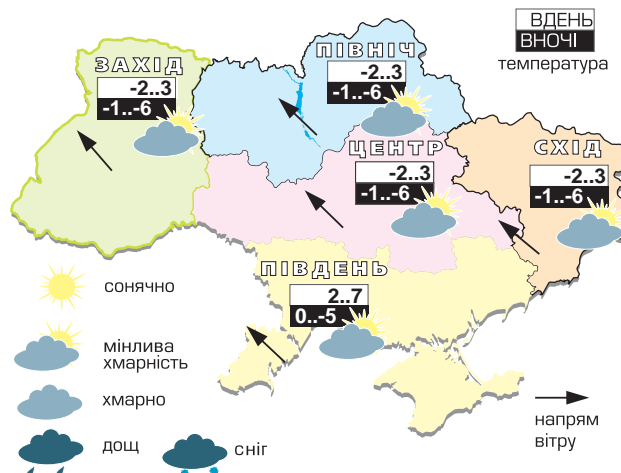 ВДЕНЬ
ВНОЧІ
температура
ЗАХІД
-2..3
-1..-6
ПІВНІЧ
-2..3
-1..-6
ЦЕНТР
-2..3
-1..-6
СХІД
-2..3
-1..-6
ПІВДЕНЬ
2..7
0..-5
сонячно
мінлива
хмарність
хмарно
дощ
сніг
напрям
вітру